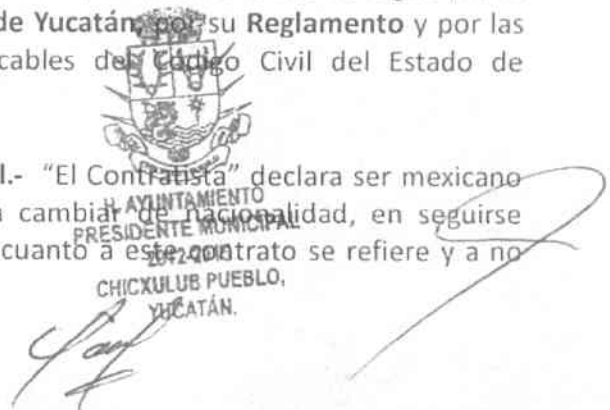 de Yucatán, por su Reglamento y por las
cables del Código Civil del Estado de
l.- "El Contratista" declara ser mexicano
cambiar de nacionalidad, en seguirse
cuanto a este contrato se refiere y a no
H. AYUNTAMIENTO
PRESIDENTE MUNICIPAL
CHICXULUB PUEBLO,
YUCATÁN.